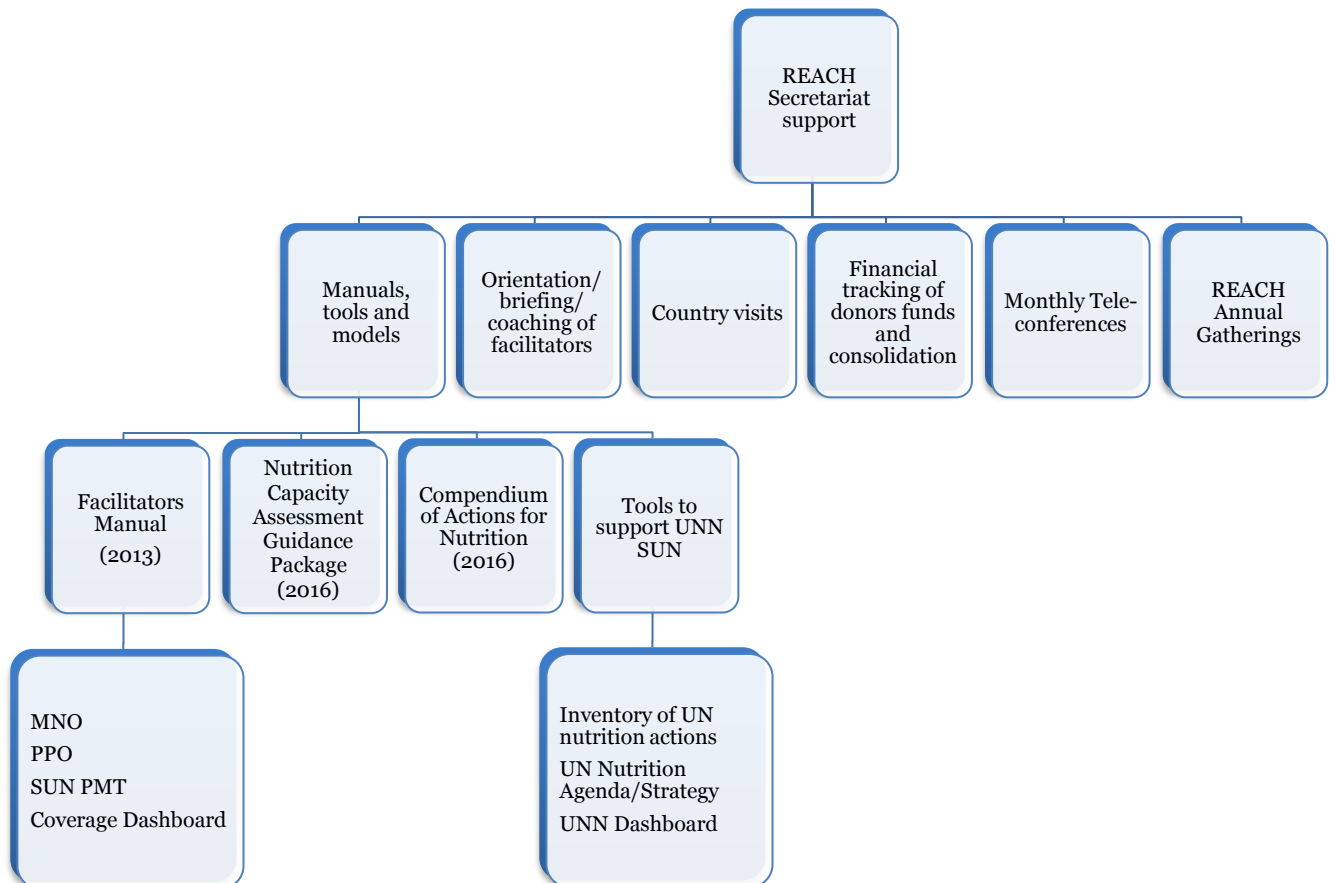 REACH
Secretariat
support
Manuals,
tools and
models
Orientation/
briefing/
coaching of
facilitators
Country visits
Financial
tracking of
donors funds
and
consolidation
Monthly Tele-
conferences
REACH
Annual
Gatherings
Facilitators
Manual
(2013)
Nutrition
Capacity
Assessment
Guidance
Package
(2016)
Compendium
of Actions for
Nutrition
(2016)
Tools to
support UNN
SUN
MNO
PPO
SUN PMT
Coverage Dashboard
Inventory of UN
nutrition actions
UN Nutrition
Agenda/Strategy
UNN Dashboard